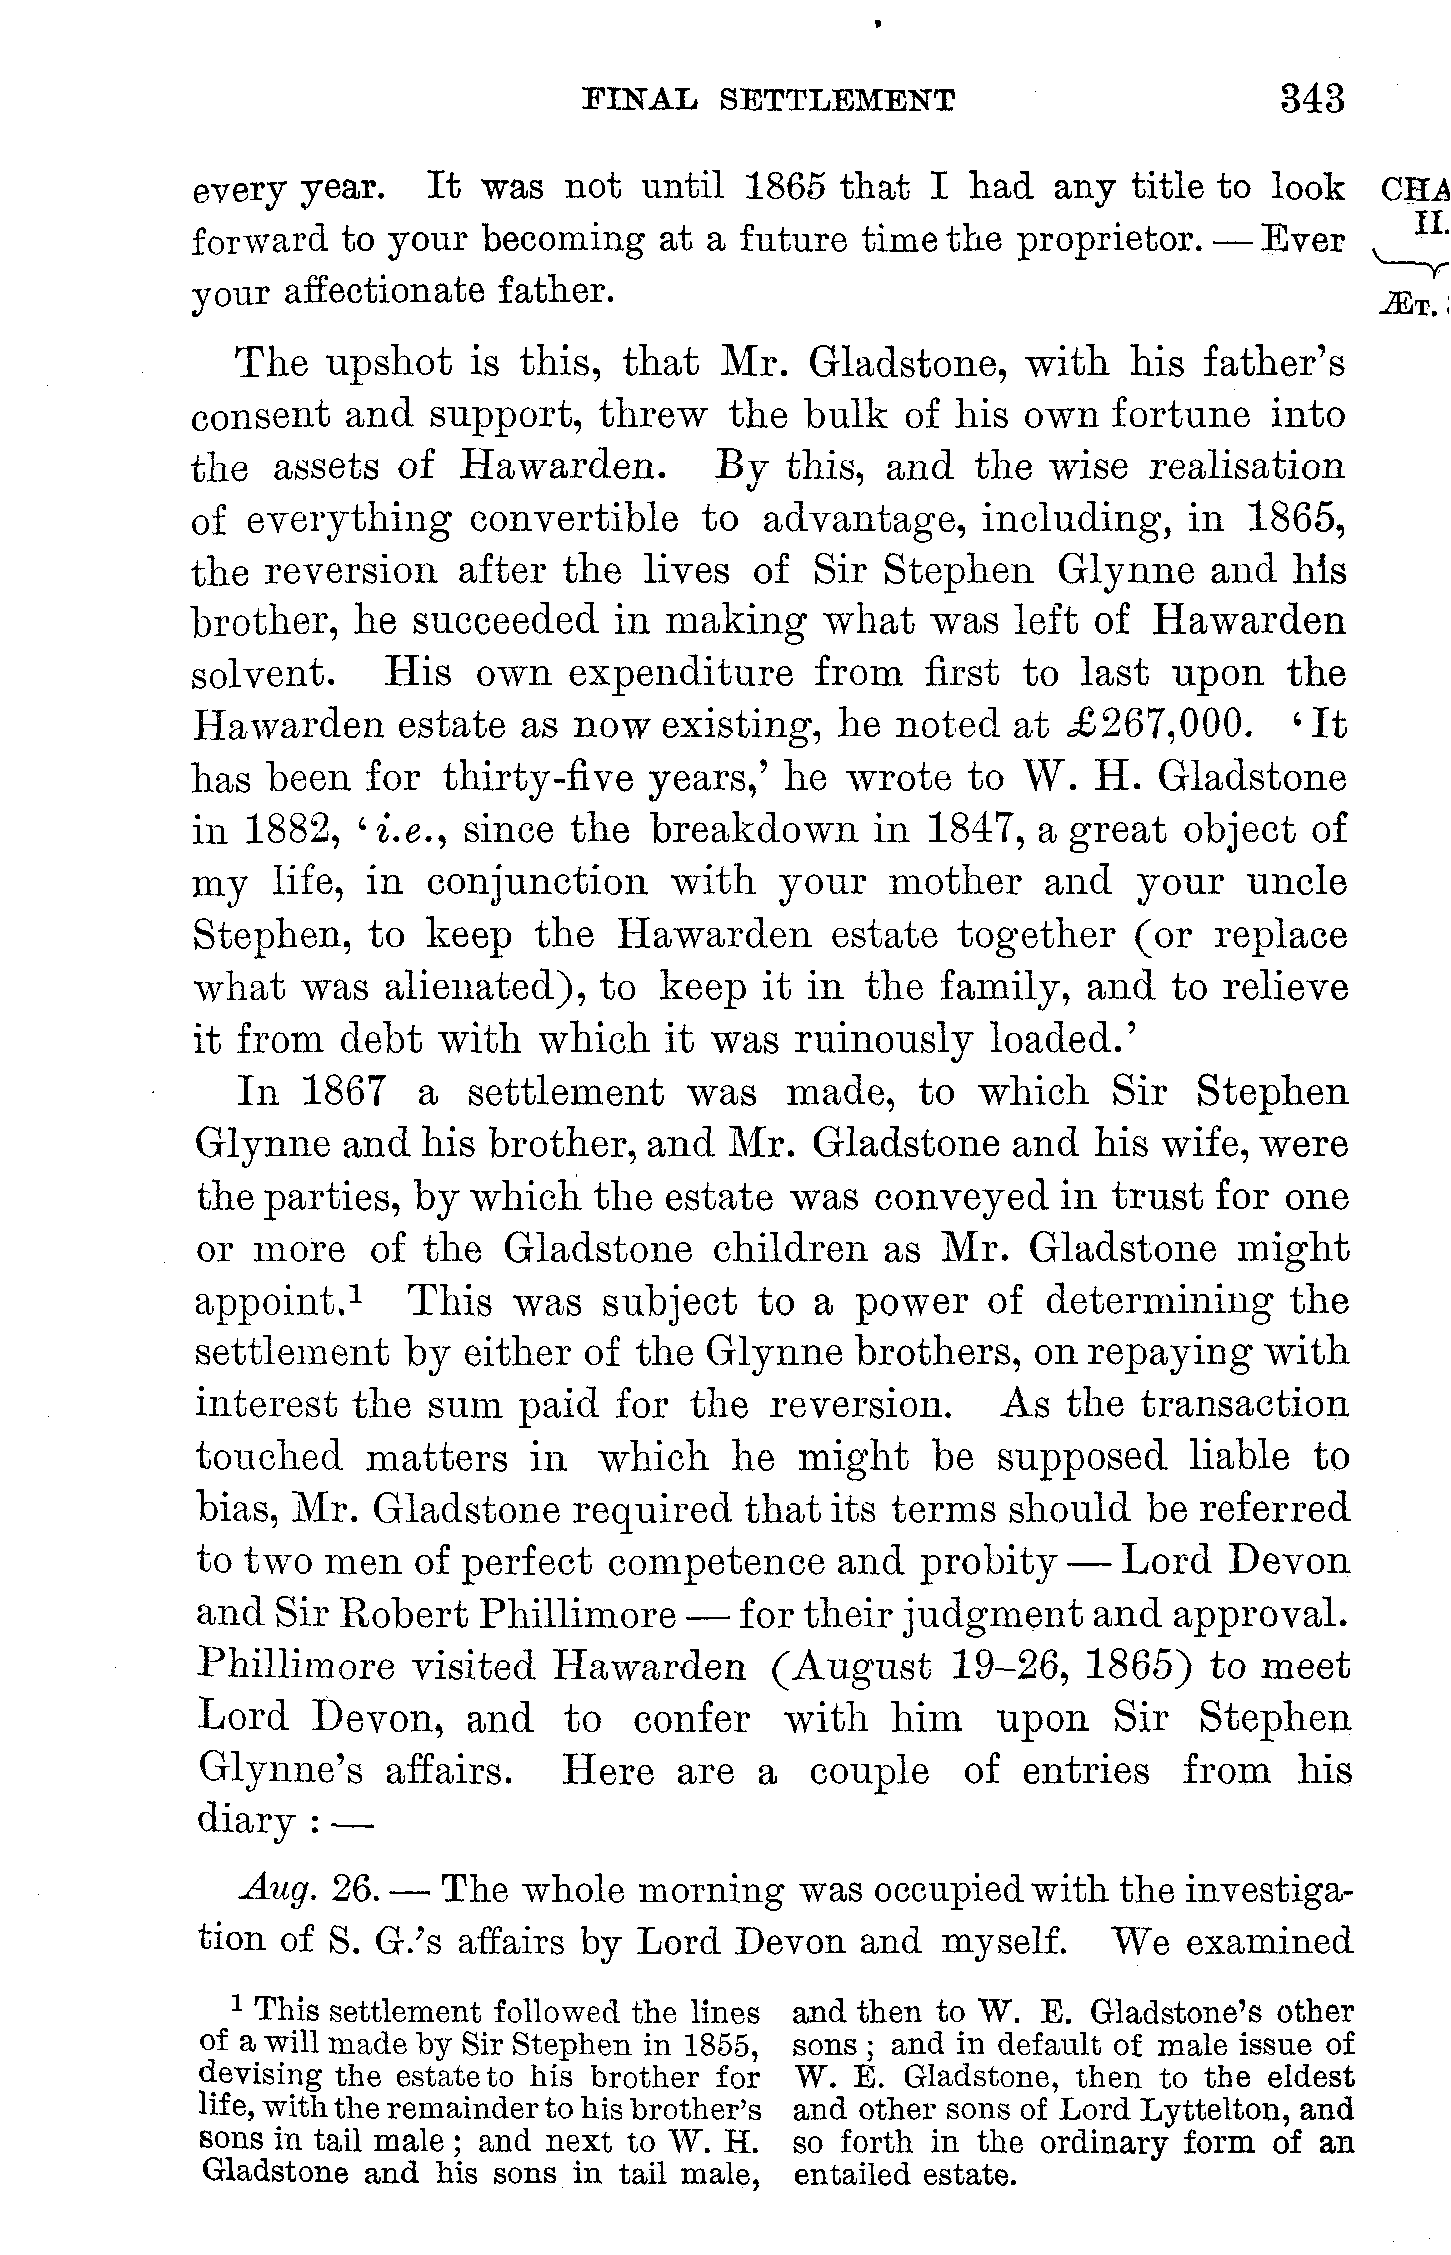 FINAL SETTLEMENT 343
every year. It was not until 1865 that I had any title to look
forward to your becoming at a future time the proprietor. — Ever
your affectionate father.
CHA
II.
ÆT.
The upshot is this, that Mr. Gladstone, with his father's
consent and support, threw the bulk of his own fortune into
the assets of Hawarden. By this, and the wise realisation
of everything convertible to advantage, including, in 1865,
the reversion after the lives of Sir Stephen Glynne and his
brother, he succeeded in making what was left of Hawarden
solvent. His own expenditure from first to last upon the
Hawarden estate as now existing, he noted at £267,000. ‘It
has been for thirty-five years,’ he wrote to W. H. Gladstone
in 1882, ‘i.e., since the breakdown in 1847, a great object of
my life, in conjunction with your mother and your uncle
Stephen, to keep the Hawarden estate together (or replace
what was alienated), to keep it in the family, and to relieve
it from debt with which it was ruinously loaded.’
In 1867 a settlement was made, to which Sir Stephen
Glynne and his brother, and Mr. Gladstone and his wife, were
the parties, by which the estate was conveyed in trust for one
or more of the Gladstone children as Mr. Gladstone might
appoint.¹ This was subject to a power of determining the
settlement by either of the Glynne brothers, on repaying with
interest the sum paid for the reversion. As the transaction
touched matters in which he might be supposed liable to
bias, Mr. Gladstone required that its terms should be referred
to two men of perfect competence and probity — Lord Devon
and Sir Robert Phillimore — for their judgment and approval.
Phillimore visited Hawarden (August 19–26, 1865) to meet
Lord Devon, and to confer with him upon Sir Stephen
Glynne's affairs. Here are a couple of entries from his
diary : —
Aug. 26. — The whole morning was occupied with the investiga-
tion of S. G.'s affairs by Lord Devon and myself. We examined
¹ This settlement followed the lines
of a will made by Sir Stephen in 1855,
devising the estate to his brother for
life, with the remainder to his brother's
sons in tail male ; and next to W. H.
Gladstone and his sons in tail male,
and then to W. E. Gladstone's other
sons ; and in default of male issue of
W. E. Gladstone, then to the eldest
and other sons of Lord Lyttelton, and
so forth in the ordinary form of an
entailed estate.